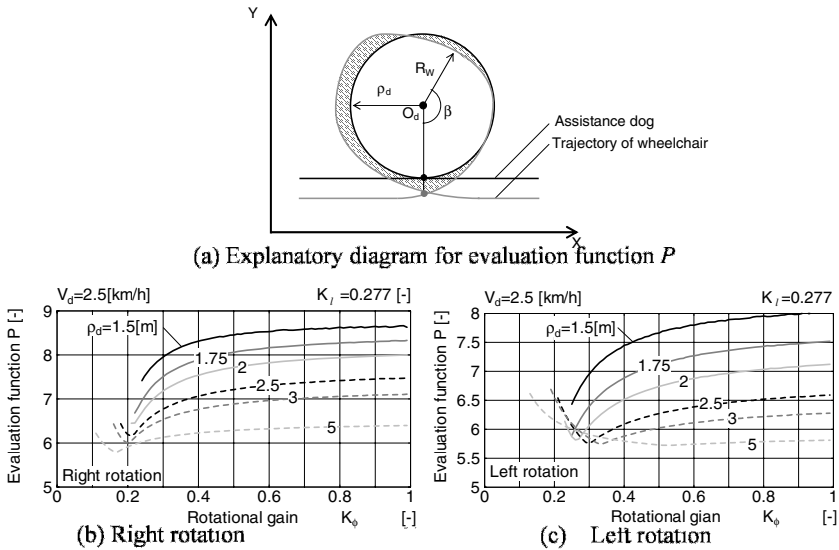 Y
R_W
ρ_d
O_d
β
Assistance dog
Trajectory of wheelchair
X
(a) Explanatory diagram for evaluation function P
V_d=2.5[km/h]
K_l =0.277 [-]
Evaluation function P [-]
9
8
7
6
5
ρ_d=1.5[m]
1.75
2
2.5
3
5
Right rotation
0 0.2 0.4 0.6 0.8 1
Rotational gain K_ϕ [-]
(b) Right rotation
V_d=2.5 [km/h]
K_l =0.277
Evaluation function P [-]
8
7.5
7
6.5
6
5.5
5
ρ_d=1.5[m]
1.75
2
2.5
3
5
Left rotation
0 0.2 0.4 0.6 0.8 1
Rotational gian K_ϕ [-]
(c) Left rotation